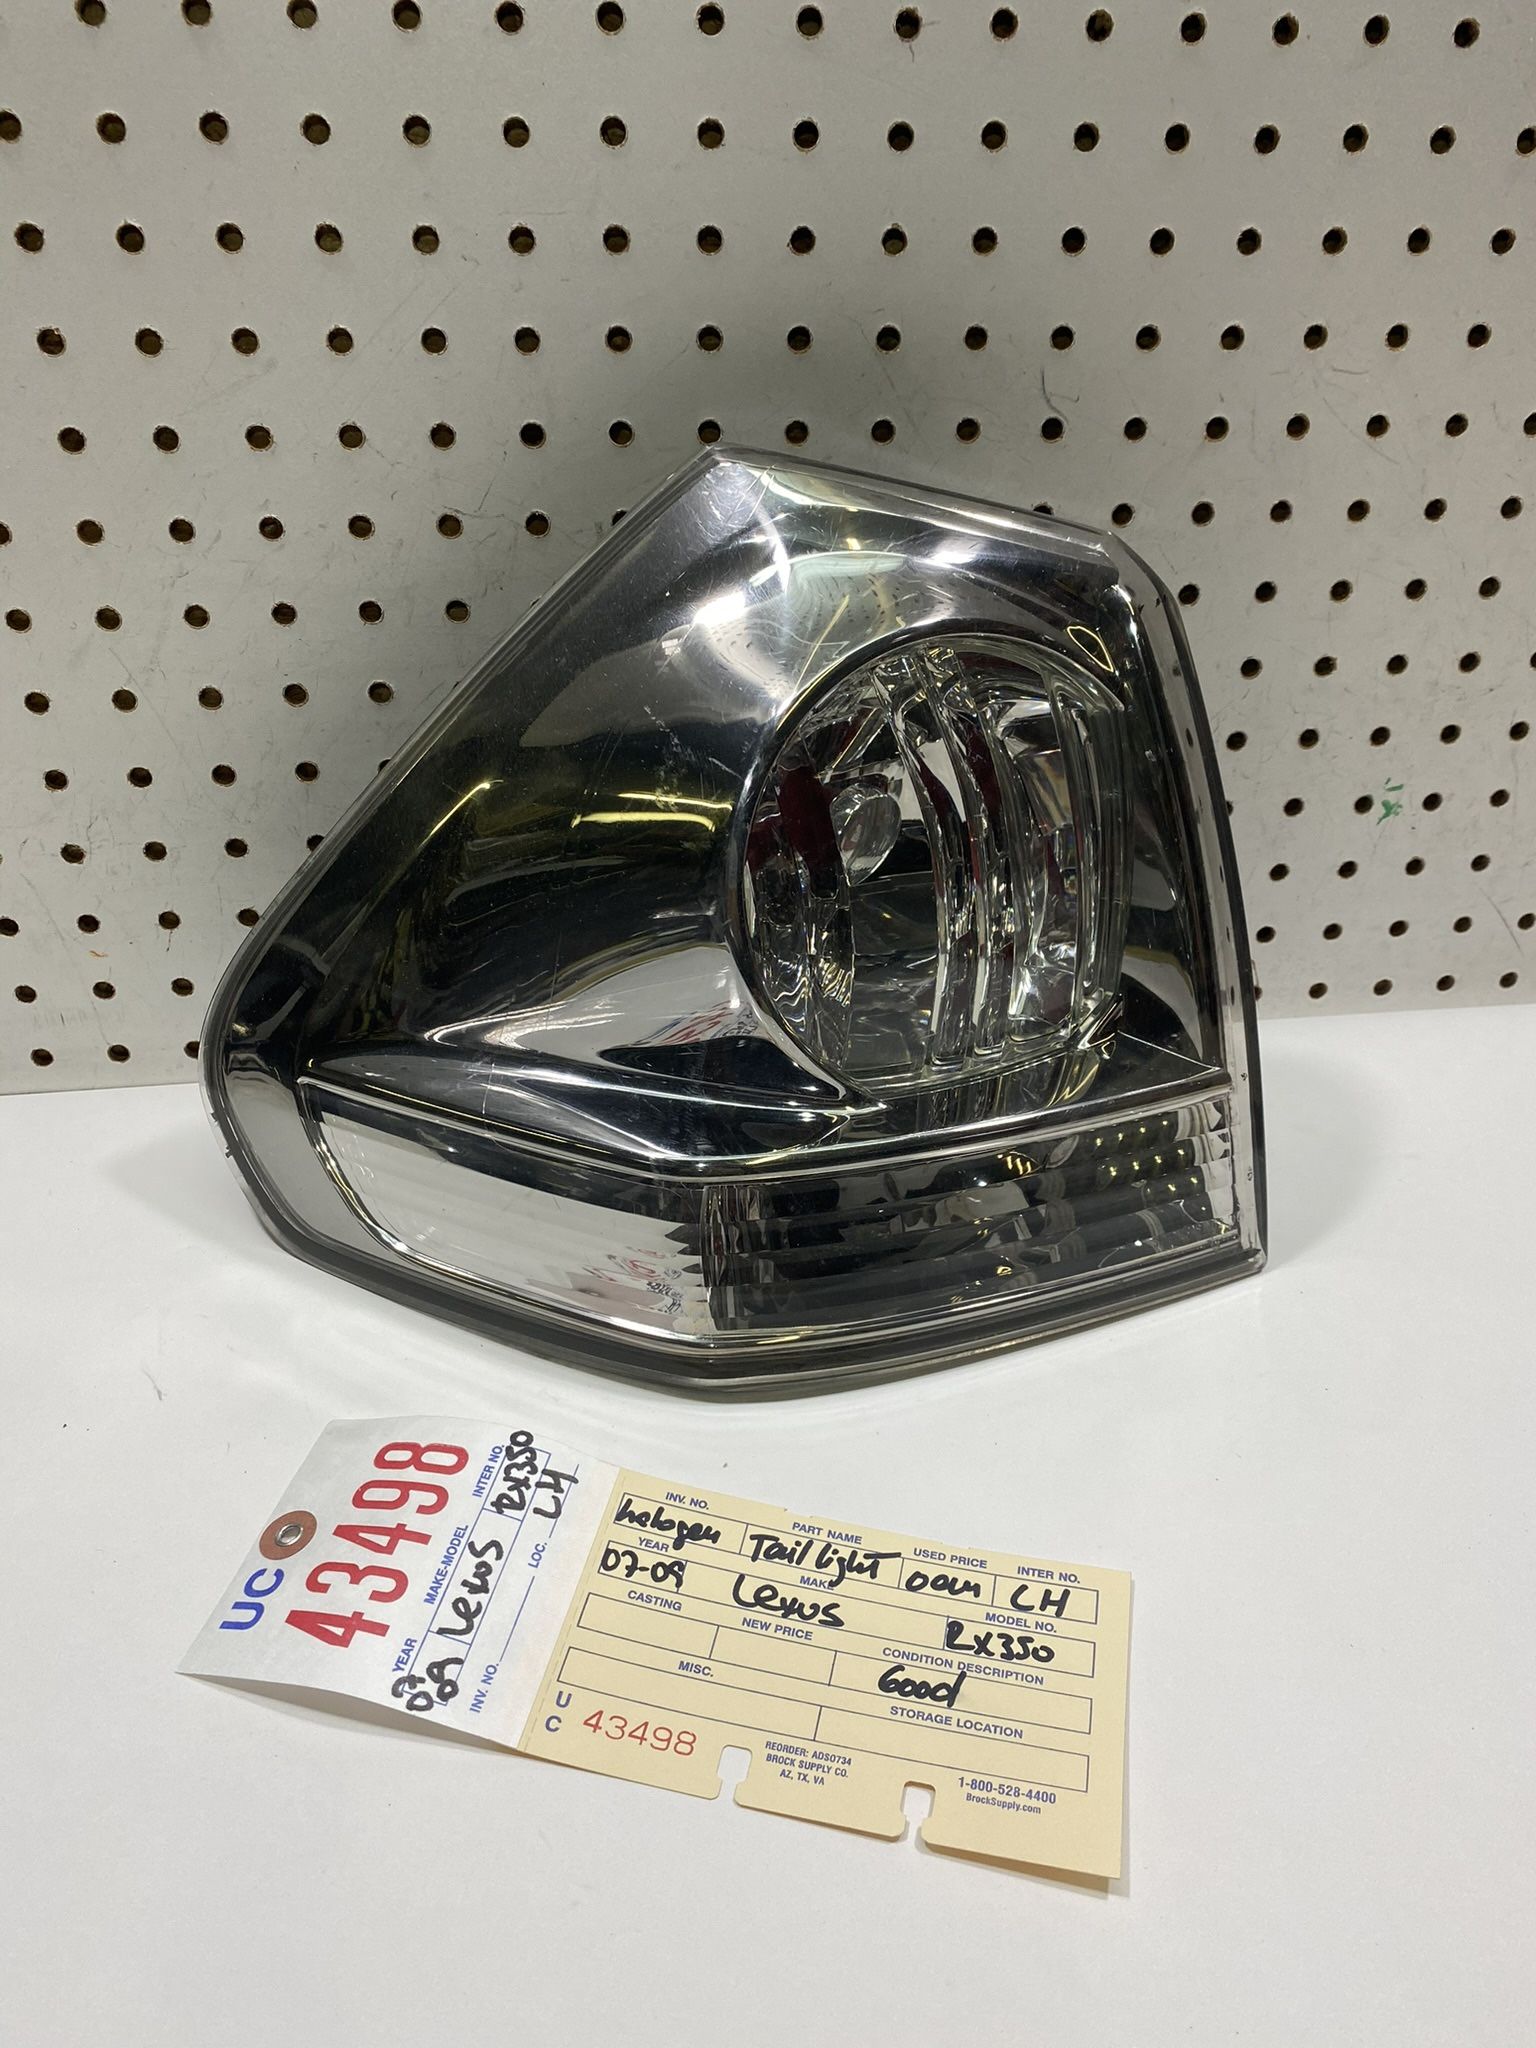 UC
43498
YEAR MAKE-MODEL INTER NO.
07 09 Lexus RX350
INV. NO. LOC. LH
INV. NO. PART NAME USED PRICE INTER NO.
halogen Tail light oem LH
YEAR MAKE MODEL NO.
07-09 Lexus RX350
CASTING NEW PRICE CONDITION DESCRIPTION
Good
MISC. STORAGE LOCATION
UC 43498
REORDER: ADS0734
BROCK SUPPLY CO.
AZ, TX, VA
1-800-528-4400
BrockSupply.com